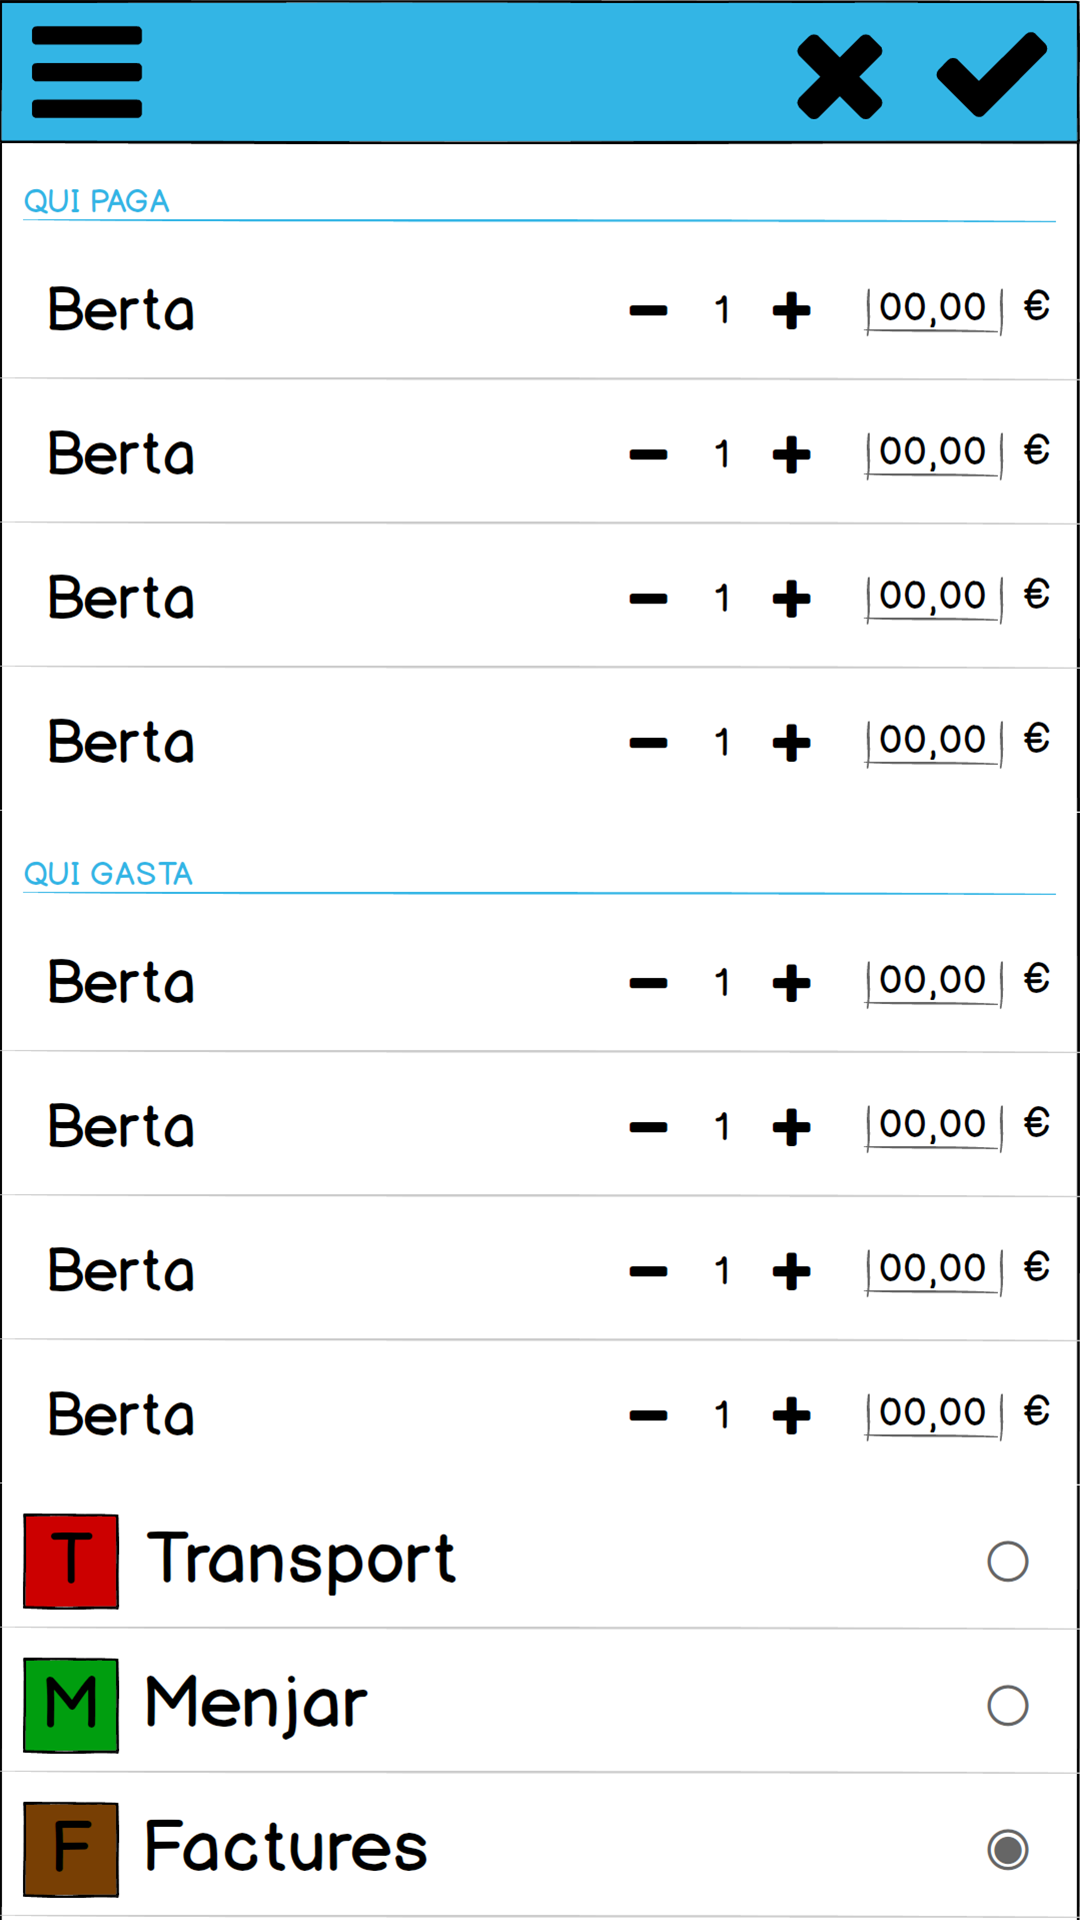 QUI PAGA
Berta 1 00,00 €
Berta 1 00,00 €
Berta 1 00,00 €
Berta 1 00,00 €
QUI GASTA
Berta 1 00,00 €
Berta 1 00,00 €
Berta 1 00,00 €
Berta 1 00,00 €
T Transport
M Menjar
F Factures